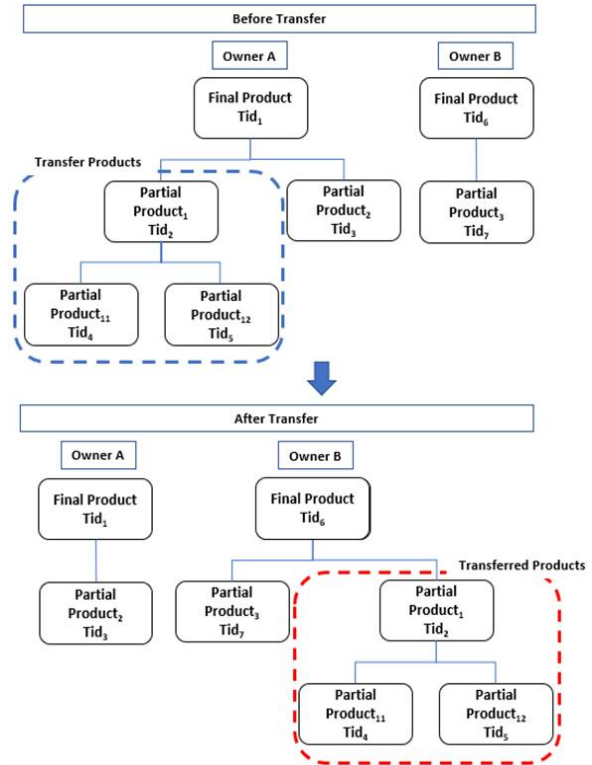 Before Transfer
Owner A
Owner B
Final Product
Tid₁
Final Product
Tid₆
Transfer Products
Partial
Product₁
Tid₂
Partial
Product₂
Tid₃
Partial
Product₃
Tid₇
Partial
Product₁₁
Tid₄
Partial
Product₁₂
Tid₅
After Transfer
Owner A
Owner B
Final Product
Tid₁
Final Product
Tid₆
Transferred Products
Partial
Product₂
Tid₃
Partial
Product₃
Tid₇
Partial
Product₁
Tid₂
Partial
Product₁₁
Tid₄
Partial
Product₁₂
Tid₅